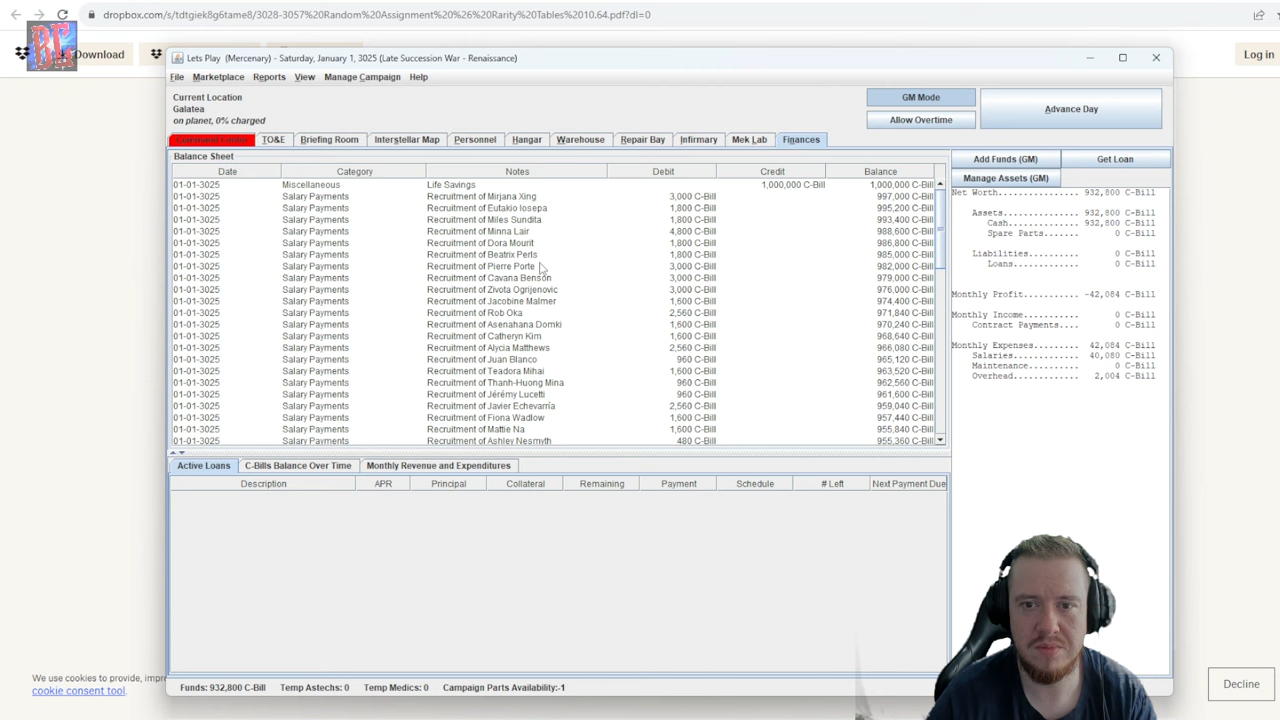 dropbox.com/s/tdtgiek8g6tame8/3028-3057%20Random%20Assignment%20%26%20Rarity%20Tables%2010.64.pdf?dl=0
Download
Log in
Lets Play (Mercenary) - Saturday, January 1, 3025 (Late Succession War - Renaissance)
File Marketplace Reports View Manage Campaign Help
Current Location
Galatea
on planet, 0% charged
GM Mode
Allow Overtime
Advance Day
Command Center TO&E Briefing Room Interstellar Map Personnel Hangar Warehouse Repair Bay Infirmary Mek Lab Finances
Balance Sheet
Date Category Notes Debit Credit Balance
01-01-3025 Miscellaneous Life Savings 1,000,000 C-Bill 1,000,000 C-Bill
01-01-3025 Salary Payments Recruitment of Mirjana Xing 3,000 C-Bill 997,000 C-Bill
01-01-3025 Salary Payments Recruitment of Eutakio Iosepa 1,800 C-Bill 995,200 C-Bill
01-01-3025 Salary Payments Recruitment of Miles Sundita 1,800 C-Bill 993,400 C-Bill
01-01-3025 Salary Payments Recruitment of Minna Lair 4,800 C-Bill 988,600 C-Bill
01-01-3025 Salary Payments Recruitment of Dora Mourit 1,800 C-Bill 986,800 C-Bill
01-01-3025 Salary Payments Recruitment of Beatrix Perls 1,800 C-Bill 985,000 C-Bill
01-01-3025 Salary Payments Recruitment of Pierre Porte 3,000 C-Bill 982,000 C-Bill
01-01-3025 Salary Payments Recruitment of Cavana Benson 3,000 C-Bill 979,000 C-Bill
01-01-3025 Salary Payments Recruitment of Zivota Ognjenovic 3,000 C-Bill 976,000 C-Bill
01-01-3025 Salary Payments Recruitment of Jacobine Malmer 1,600 C-Bill 974,400 C-Bill
01-01-3025 Salary Payments Recruitment of Rob Oka 2,560 C-Bill 971,840 C-Bill
01-01-3025 Salary Payments Recruitment of Asenahana Domki 1,600 C-Bill 970,240 C-Bill
01-01-3025 Salary Payments Recruitment of Catheryn Kim 1,600 C-Bill 968,640 C-Bill
01-01-3025 Salary Payments Recruitment of Alycia Matthews 2,560 C-Bill 966,080 C-Bill
01-01-3025 Salary Payments Recruitment of Juan Blanco 960 C-Bill 965,120 C-Bill
01-01-3025 Salary Payments Recruitment of Teadora Mihai 1,600 C-Bill 963,520 C-Bill
01-01-3025 Salary Payments Recruitment of Thanh-Huong Mina 960 C-Bill 962,560 C-Bill
01-01-3025 Salary Payments Recruitment of Jérémy Lucetti 960 C-Bill 961,600 C-Bill
01-01-3025 Salary Payments Recruitment of Javier Echevarría 2,560 C-Bill 959,040 C-Bill
01-01-3025 Salary Payments Recruitment of Fiona Wadlow 1,600 C-Bill 957,440 C-Bill
01-01-3025 Salary Payments Recruitment of Mattie Na 1,600 C-Bill 955,840 C-Bill
01-01-3025 Salary Payments Recruitment of Ashley Nesmyth 480 C-Bill 955,360 C-Bill
Add Funds (GM) Get Loan
Manage Assets (GM)
Net Worth............... 932,800 C-Bill
Assets............... 932,800 C-Bill
Cash............... 932,800 C-Bill
Spare Parts........ 0 C-Bill
Liabilities.......... 0 C-Bill
Loans.............. 0 C-Bill
Monthly Profit.......... -42,084 C-Bill
Monthly Income.......... 0 C-Bill
Contract Payments.... 0 C-Bill
Monthly Expenses........ 42,084 C-Bill
Salaries............. 40,080 C-Bill
Maintenance.......... 0 C-Bill
Overhead............. 2,004 C-Bill
Active Loans C-Bills Balance Over Time Monthly Revenue and Expenditures
Description APR Principal Collateral Remaining Payment Schedule # Left Next Payment Due
Funds: 932,800 C-Bill Temp Astechs: 0 Temp Medics: 0 Campaign Parts Availability:-1
We use cookies to provide, impr
cookie consent tool.
Decline